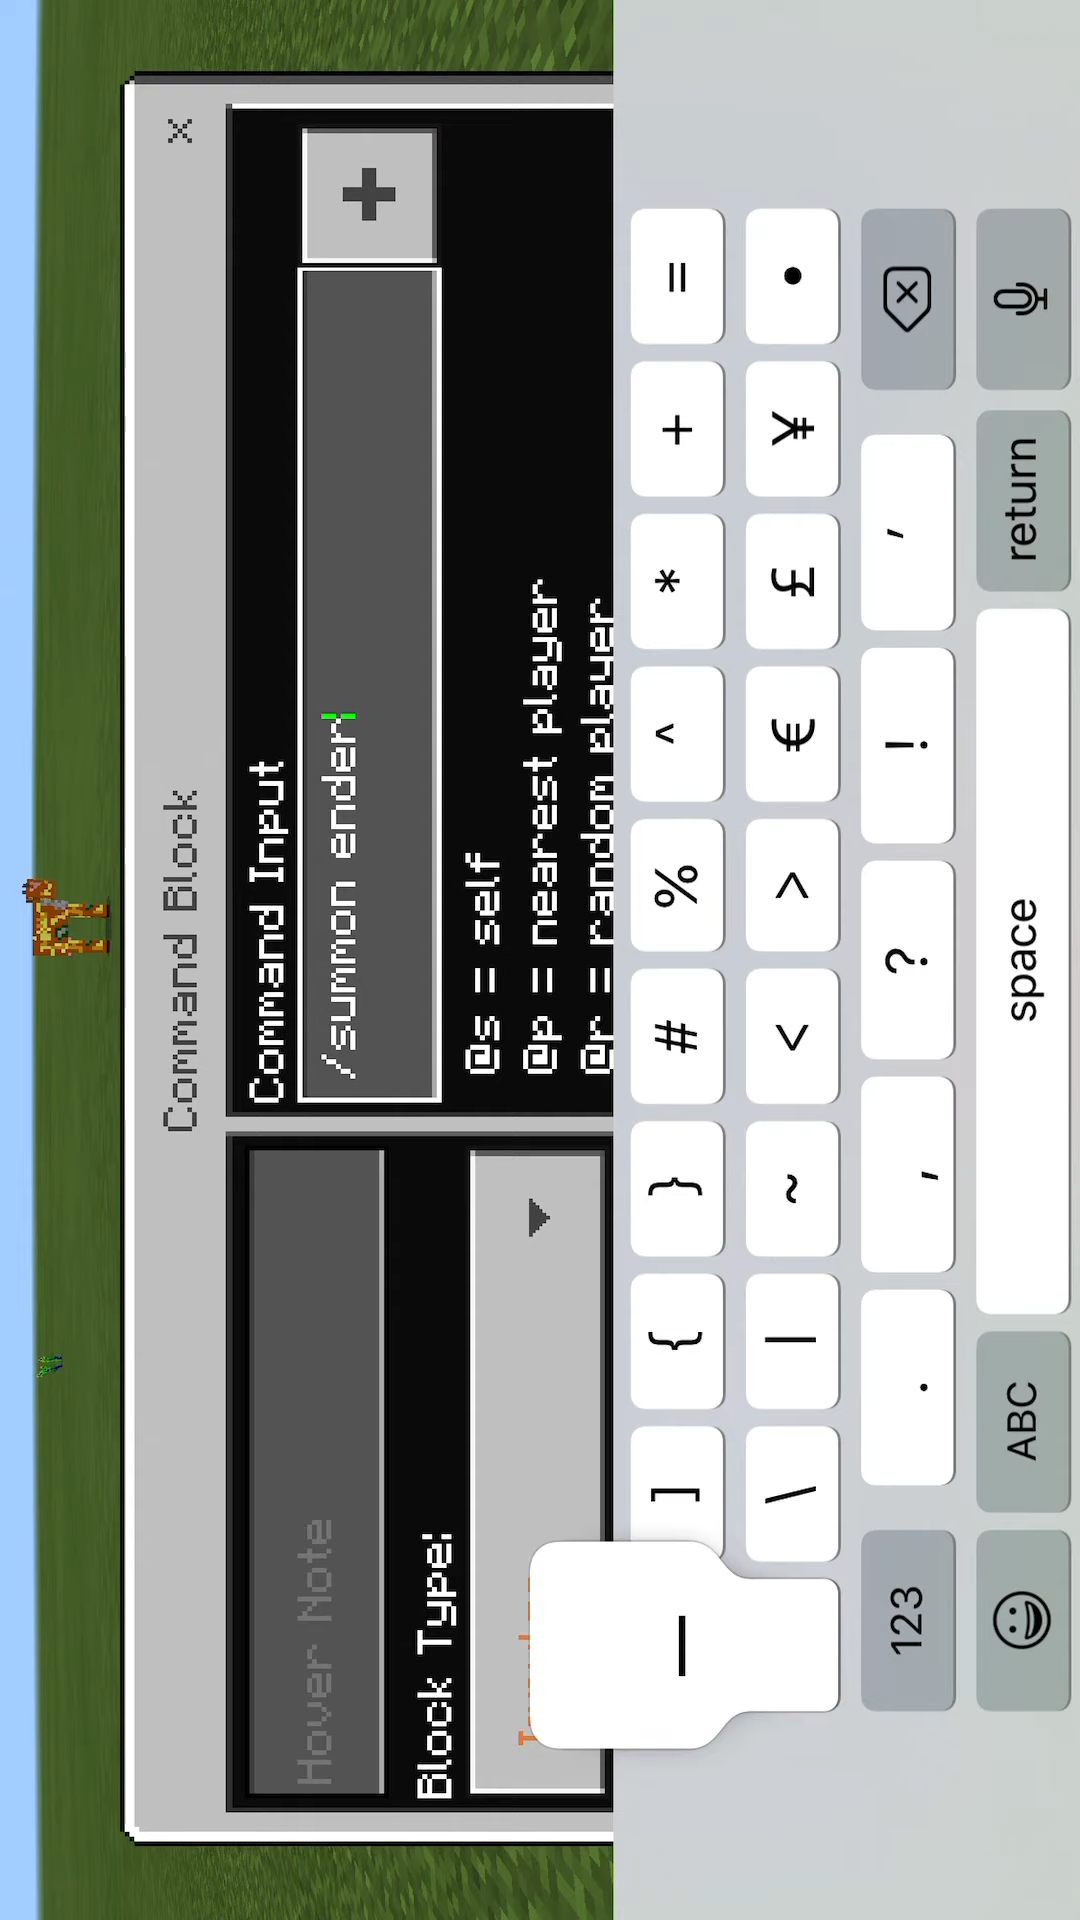 Command Block
Hover Note
Block Type:
Command Input
/summon ender
@s = self
@p = nearest player
@r = random player
] { } # % ^ * + =
_ \ | ~ < > € £ ¥ •
123 . , ? ! '
ABC space return